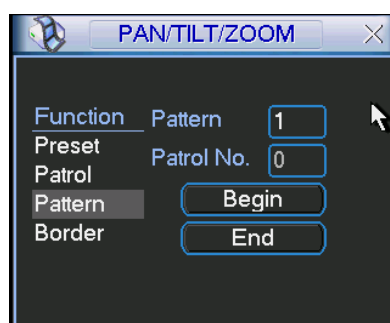 PAN/TILT/ZOOM
Function
Preset
Patrol
Pattern
Border
Pattern 1
Patrol No. 0
Begin
End